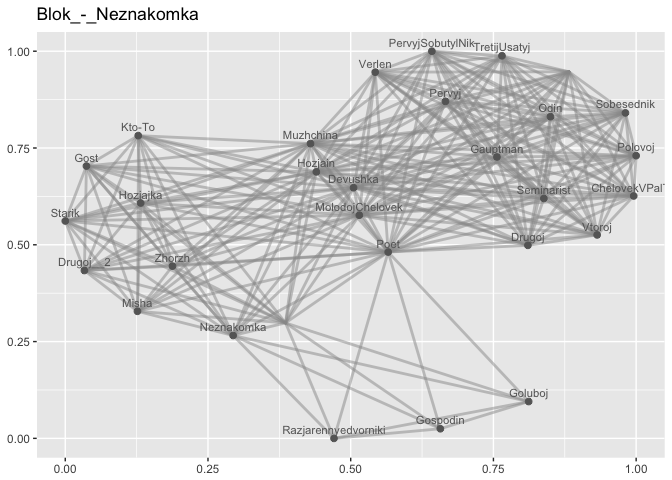 Blok_-_Neznakomka
1.00
0.75
0.50
0.25
0.00
PervyjSobutylNik
TretijUsatyj
Verlen
Pervyj
Odin
Sobesednik
Kto-To
Muzhchina
Gost
Hozjain
Gauptman
Polovoj
Devushka
Hozjajka
Seminarist
ChelovekVPal
MolodojChelovek
Starik
Vtoroj
Poet
Drugoj
Drugoj__2
Zhorzh
Misha
Neznakomka
Goluboj
Gospodin
Razjarennyedvorniki
0.00
0.25
0.50
0.75
1.00